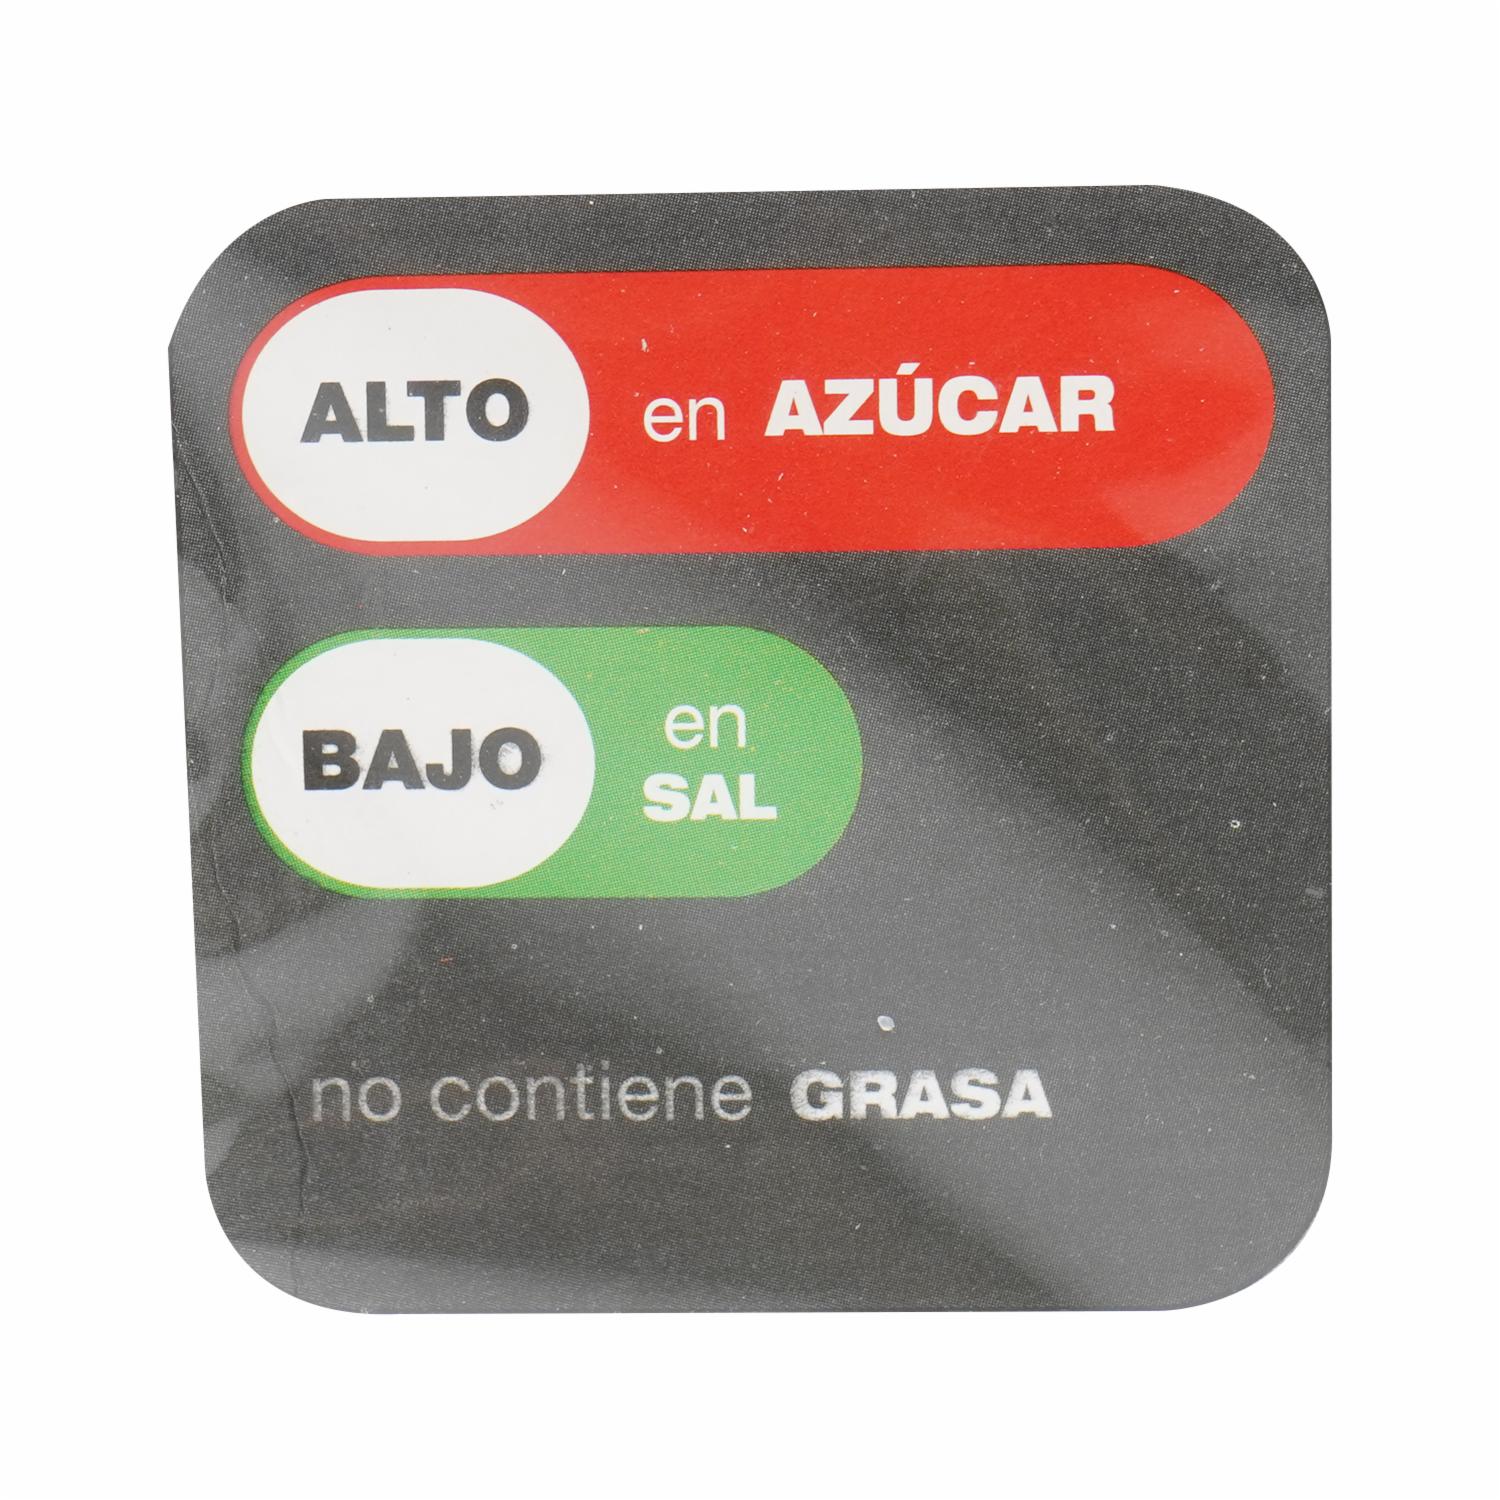 ALTO en AZÚCAR
BAJO en SAL
no contiene GRASA